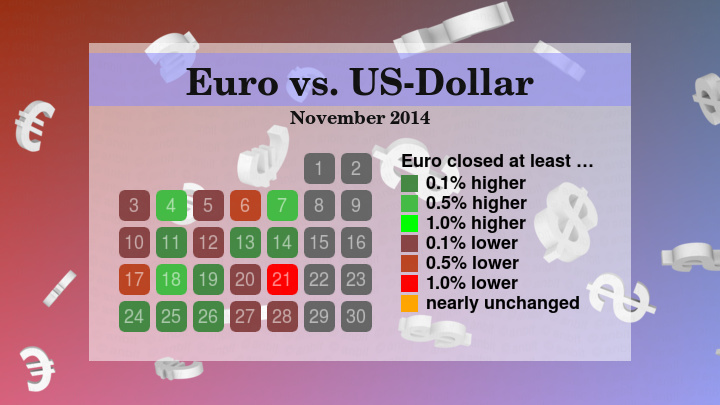 Euro vs. US-Dollar
November 2014
1 2
3 4 5 6 7 8 9
10 11 12 13 14 15 16
17 18 19 20 21 22 23
24 25 26 27 28 29 30
Euro closed at least ...
0.1% higher
0.5% higher
1.0% higher
0.1% lower
0.5% lower
1.0% lower
nearly unchanged